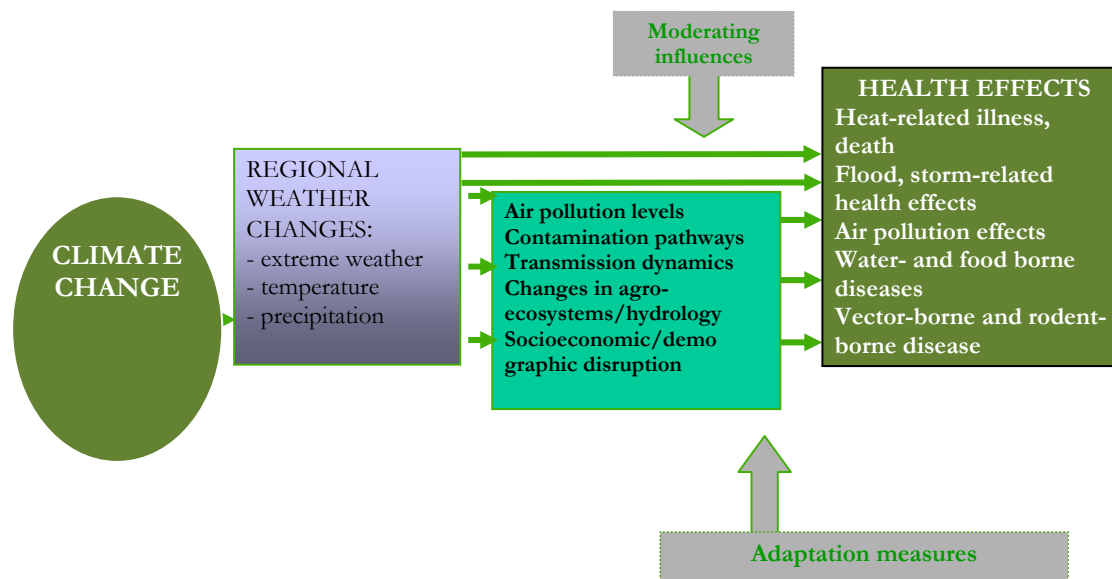 Moderating
influences
HEALTH EFFECTS
Heat-related illness,
death
Flood, storm-related
health effects
Air pollution effects
Water- and food borne
diseases
Vector-borne and rodent-
borne disease
REGIONAL
WEATHER
CHANGES:
- extreme weather
- temperature
- precipitation
CLIMATE
CHANGE
Air pollution levels
Contamination pathways
Transmission dynamics
Changes in agro-
ecosystems/hydrology
Socioeconomic/demo
graphic disruption
Adaptation measures